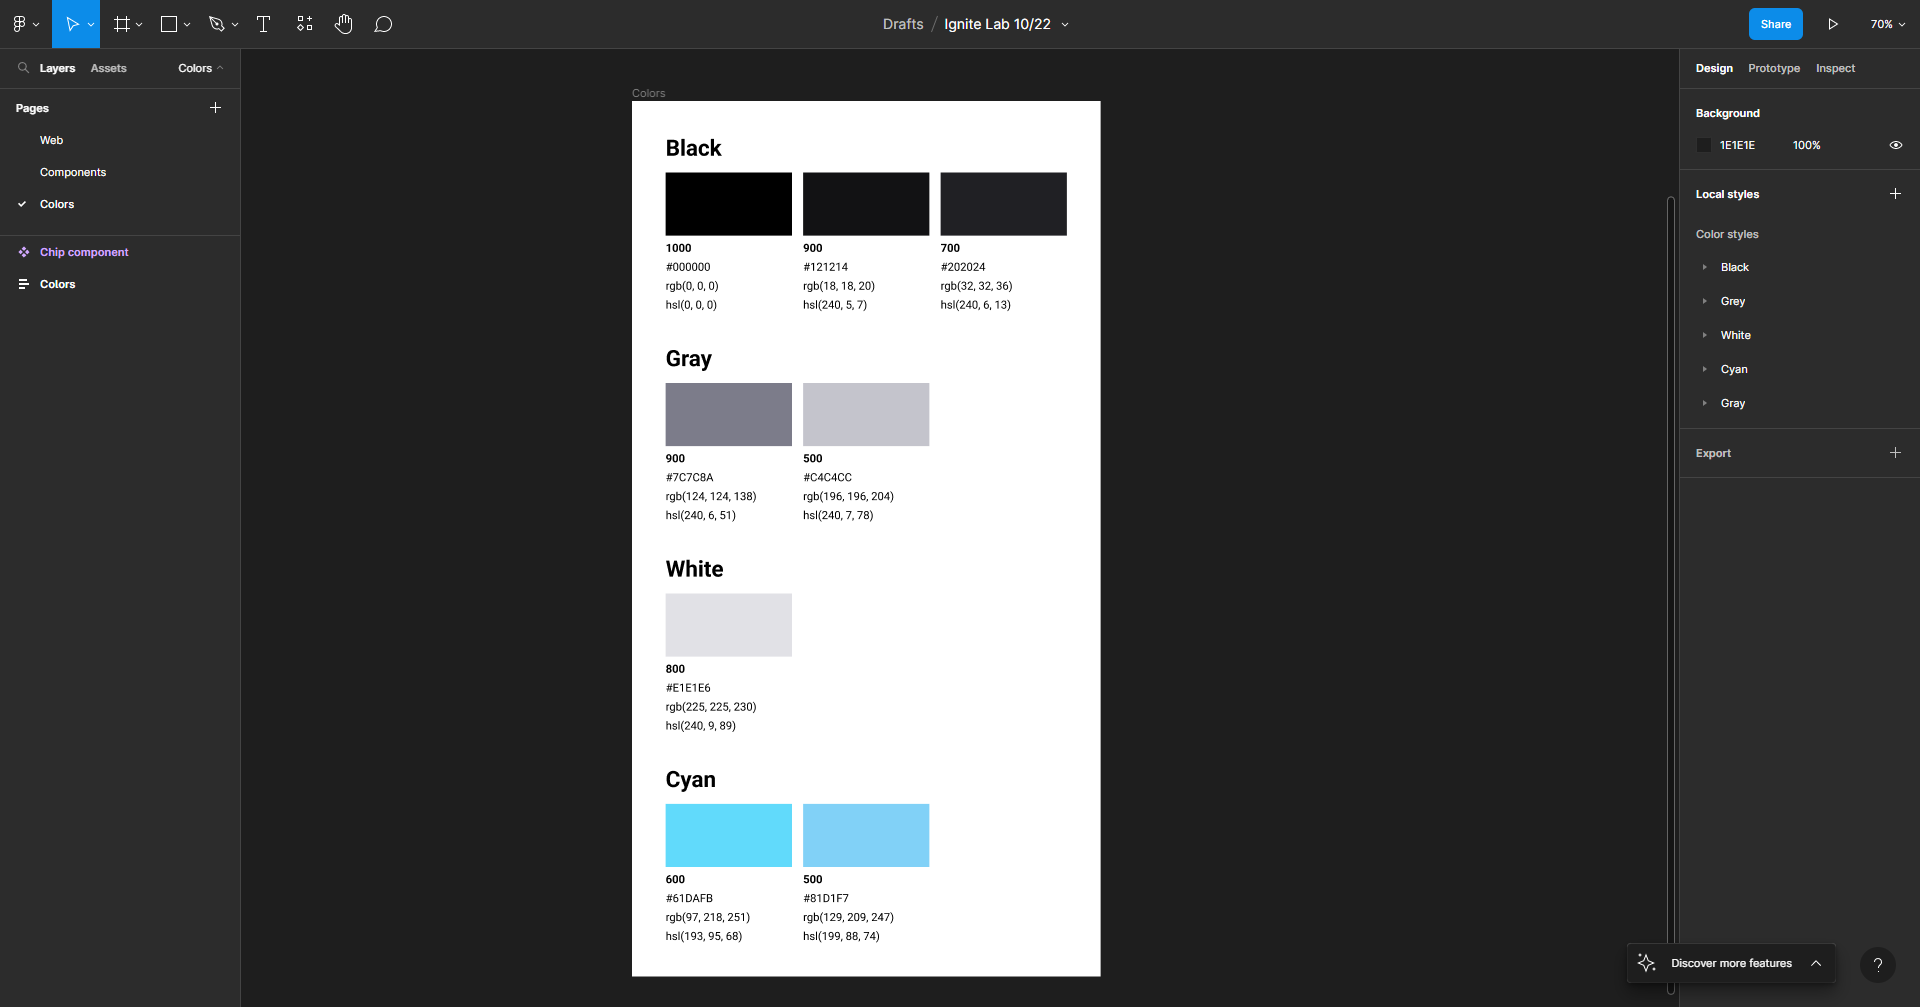 Drafts / Ignite Lab 10/22
Share
70%
Layers
Assets
Colors
Pages
Web
Components
Colors
Chip component
Colors
Colors
Black
1000
#000000
rgb(0, 0, 0)
hsl(0, 0, 0)
900
#121214
rgb(18, 18, 20)
hsl(240, 5, 7)
700
#202024
rgb(32, 32, 36)
hsl(240, 6, 13)
Gray
900
#7C7C8A
rgb(124, 124, 138)
hsl(240, 6, 51)
500
#C4C4CC
rgb(196, 196, 204)
hsl(240, 7, 78)
White
800
#E1E1E6
rgb(225, 225, 230)
hsl(240, 9, 89)
Cyan
600
#61DAFB
rgb(97, 218, 251)
hsl(193, 95, 68)
500
#81D1F7
rgb(129, 209, 247)
hsl(199, 88, 74)
Design
Prototype
Inspect
Background
1E1E1E
100%
Local styles
Color styles
Black
Grey
White
Cyan
Gray
Export
Discover more features
?